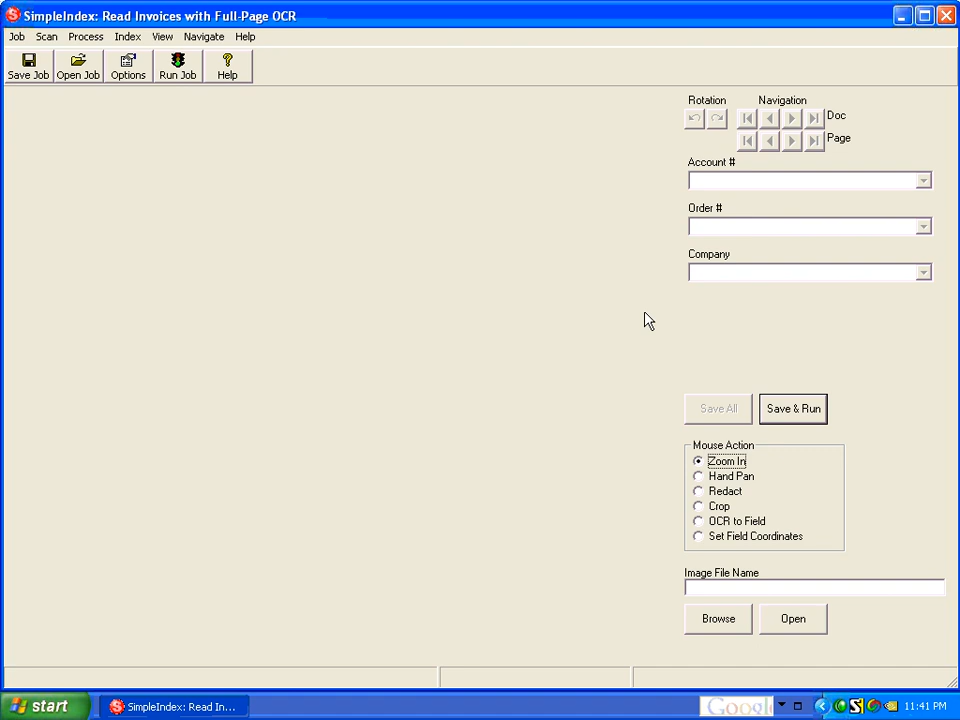 SimpleIndex: Read Invoices with Full-Page OCR
Job Scan Process Index View Navigate Help
Save Job Open Job Options Run Job Help
Rotation Navigation
Doc
Page
Account #
Order #
Company
Save All Save & Run
Mouse Action
Zoom In
Hand Pan
Redact
Crop
OCR to Field
Set Field Coordinates
Image File Name
Browse Open
start SimpleIndex: Read In... Google 11:41 PM